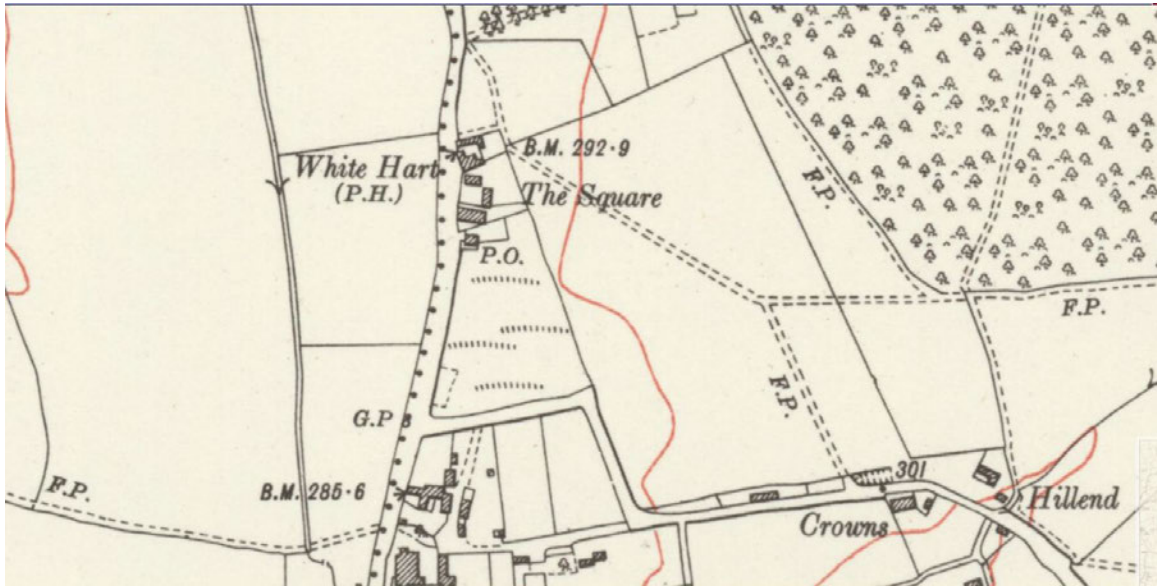 B.M. 292·9
White Hart
(P.H.)
The Square
F.P.
P.O.
F.P.
F.P.
G.P
F.P.
B.M. 285·6
301
Hillend
Crowns